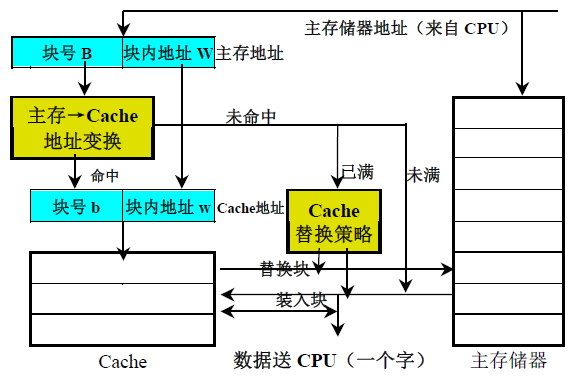 主存储器地址（来自 CPU）
块号 B
块内地址 W
主存地址
主存→Cache
地址变换
未命中
命中
已满
未满
块号 b
块内地址 w
Cache地址
Cache
替换策略
替换块
装入块
Cache
数据送 CPU（一个字）
主存储器